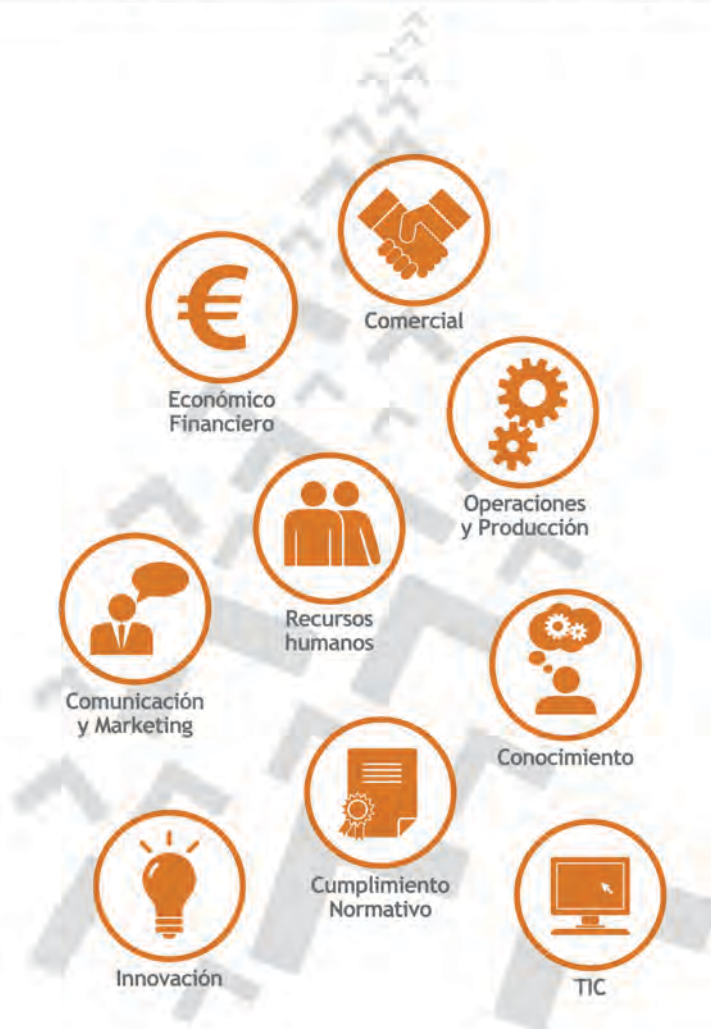 Comercial
Económico
Financiero
Operaciones
y Producción
Recursos
humanos
Comunicación
y Marketing
Conocimiento
Cumplimiento
Normativo
Innovación
TIC